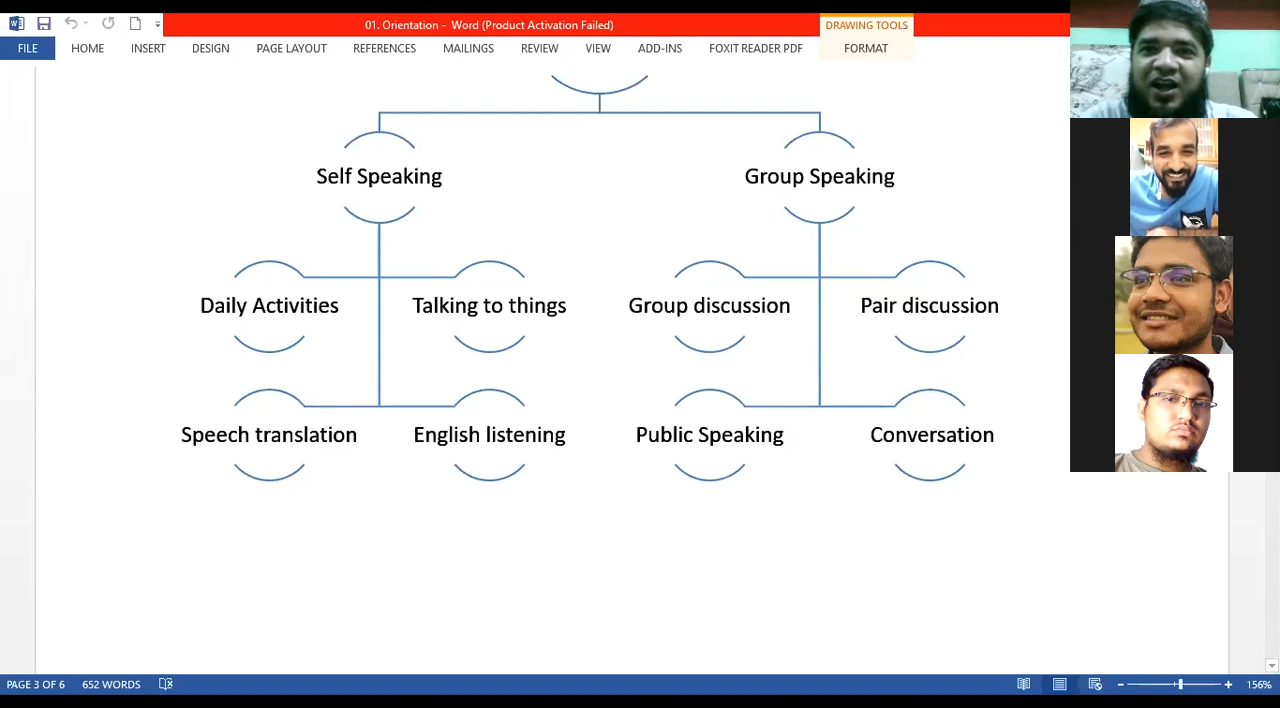 01. Orientation - Word (Product Activation Failed)
DRAWING TOOLS
FILE HOME INSERT DESIGN PAGE LAYOUT REFERENCES MAILINGS REVIEW VIEW ADD-INS FOXIT READER PDF FORMAT
Self Speaking Group Speaking
Daily Activities Talking to things Group discussion Pair discussion
Speech translation English listening Public Speaking Conversation
PAGE 3 OF 6 652 WORDS 156%